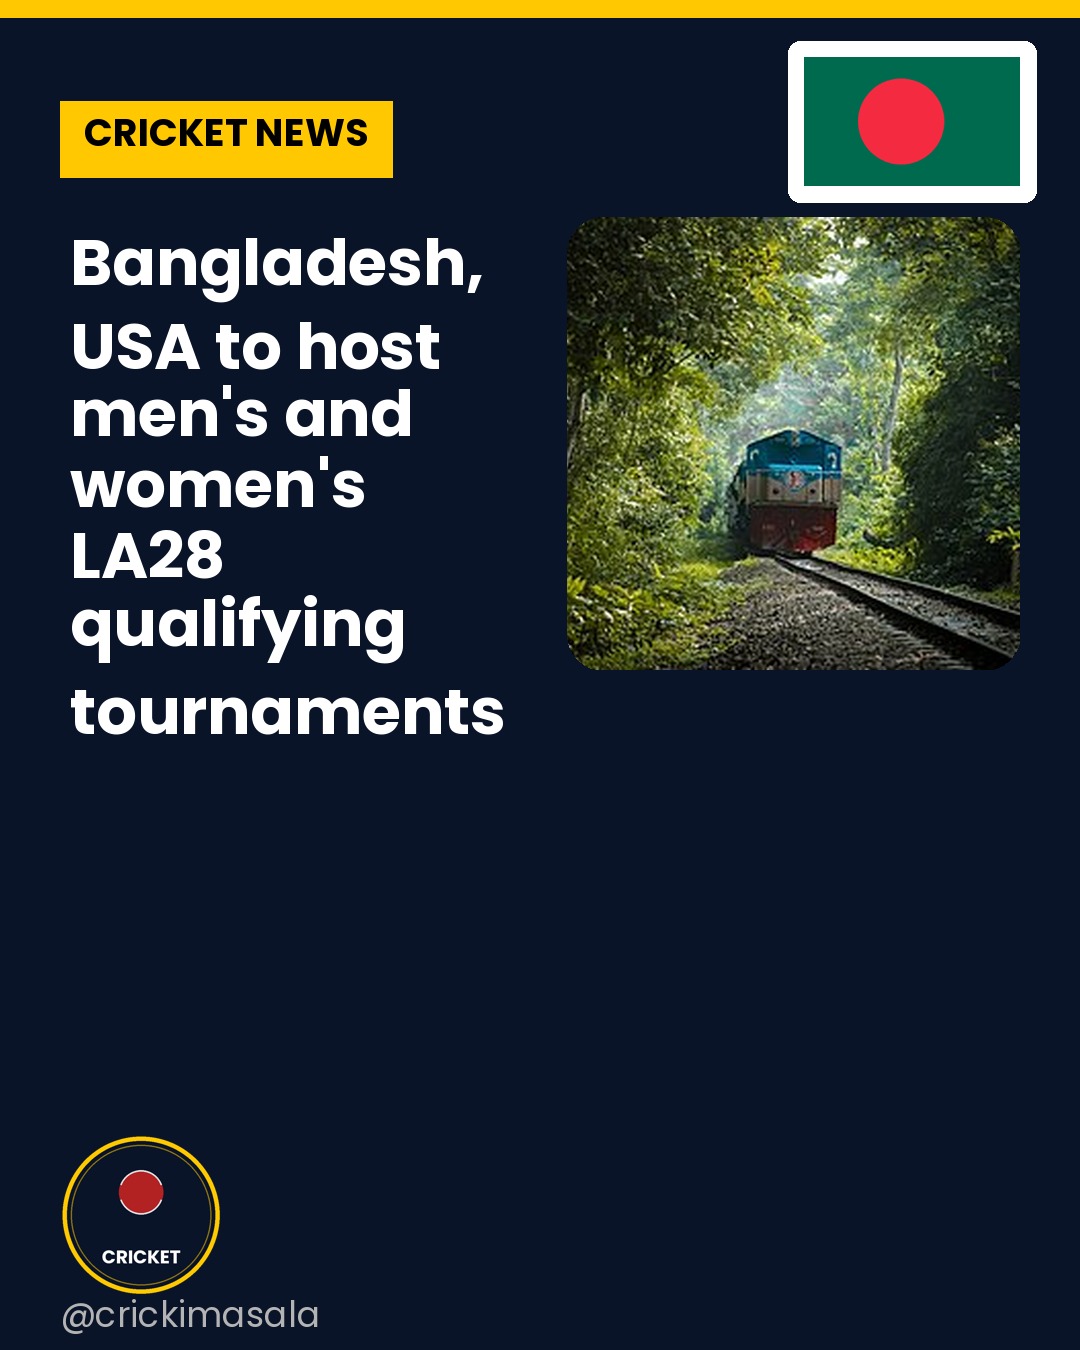 CRICKET NEWS
Bangladesh,
USA to host
men's and
women's
LA28
qualifying
tournaments
CRICKET
@crickimasala